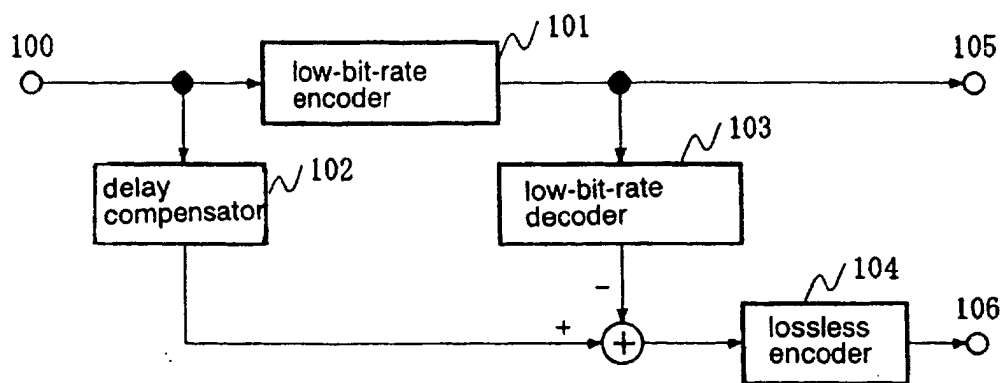 100
101
105
low-bit-rate
encoder
102
103
delay
compensator
low-bit-rate
decoder
-
104
106
+
+
lossless
encoder